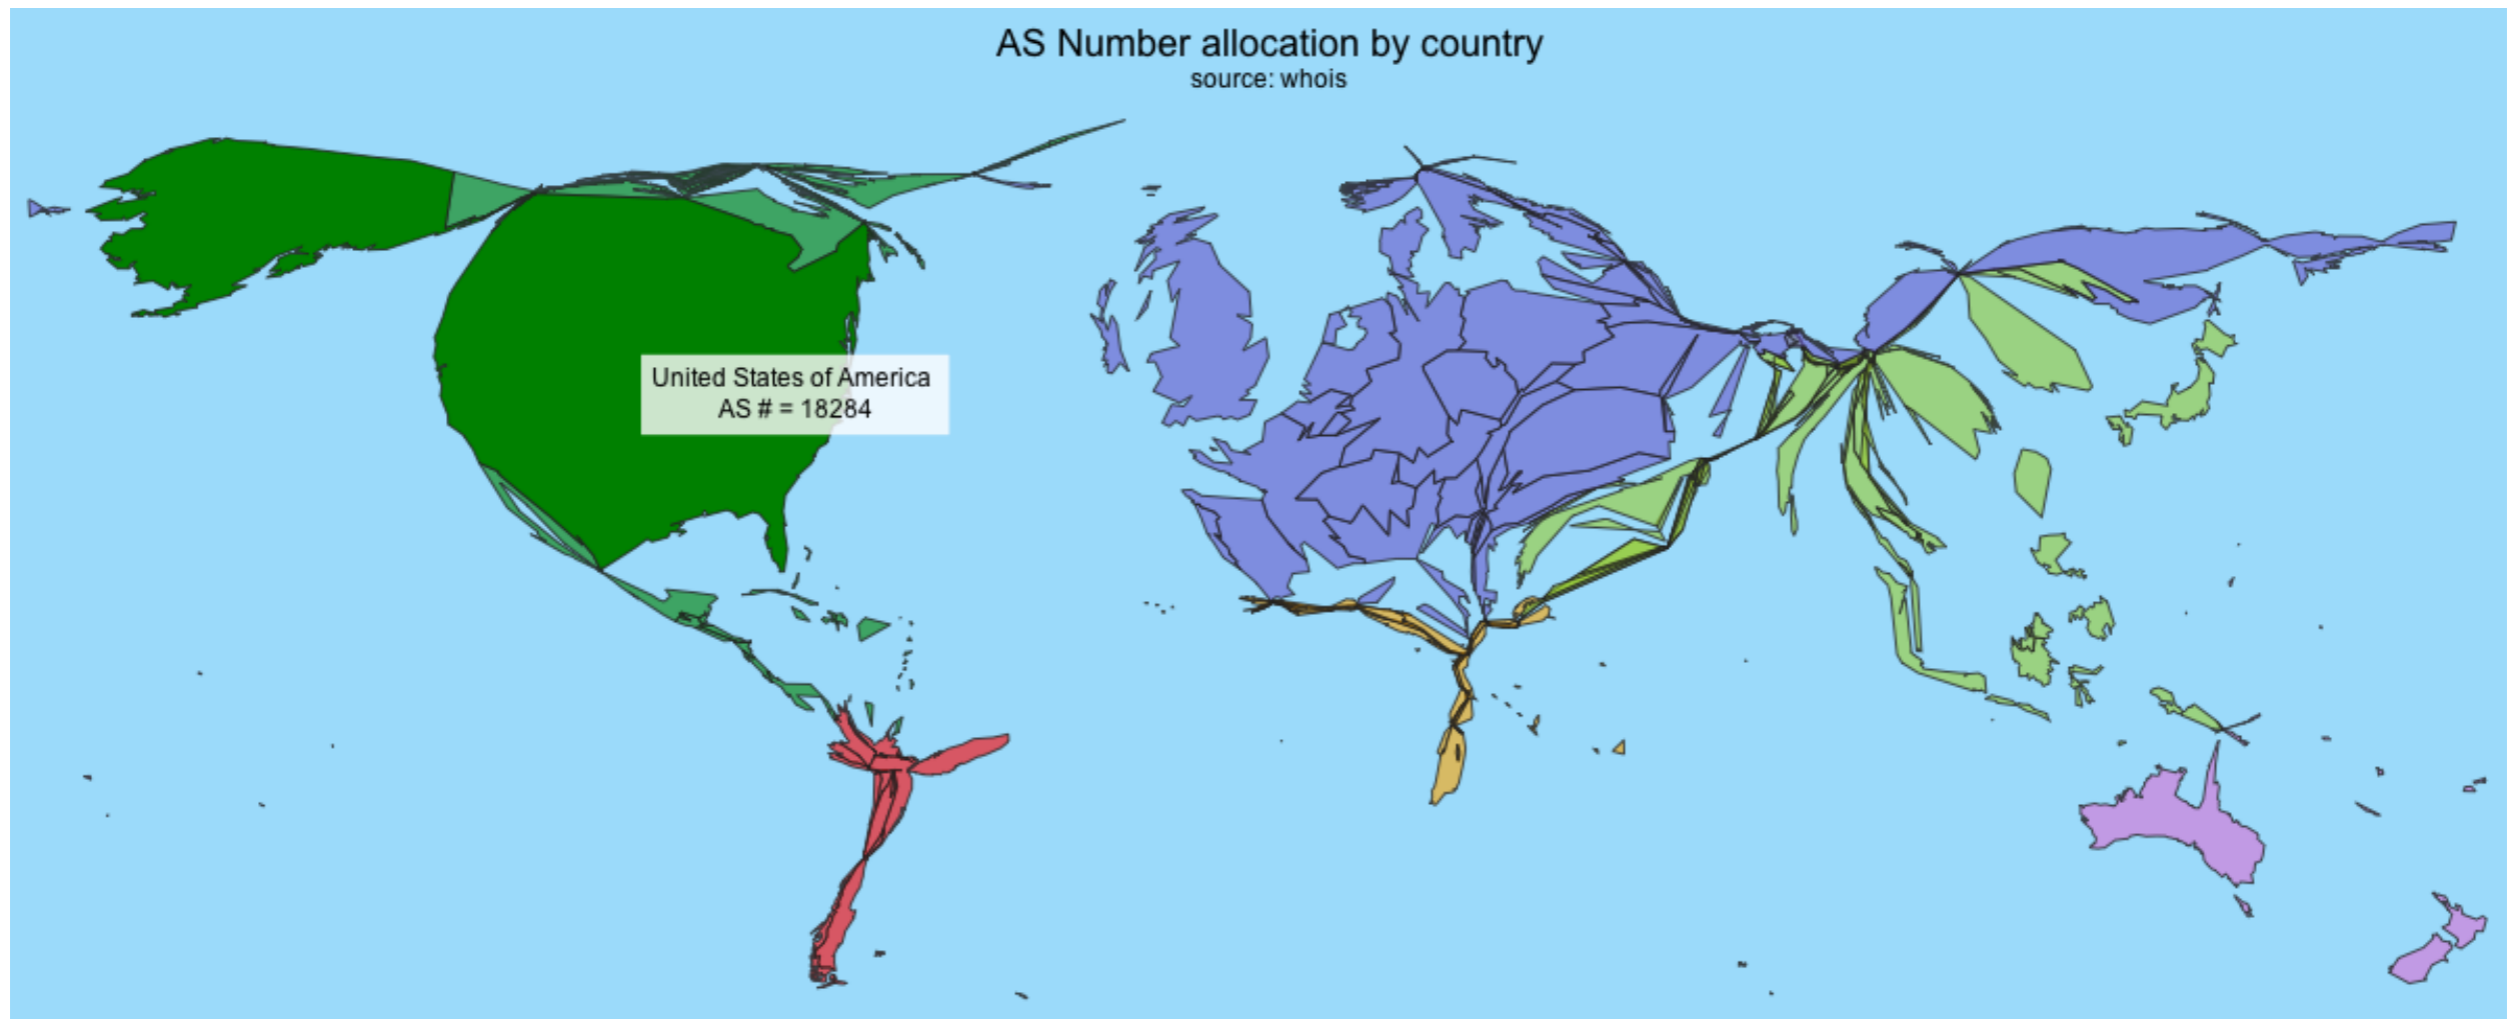 AS Number allocation by country
source: whois
United States of America
AS # = 18284